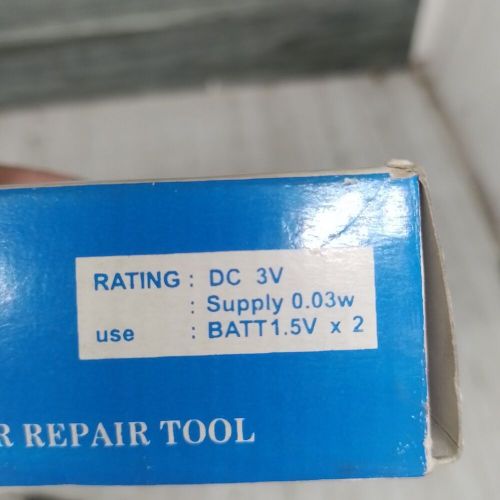 RATING : DC 3V
: Supply 0.03w
use : BATT1.5V x 2
R REPAIR TOOL